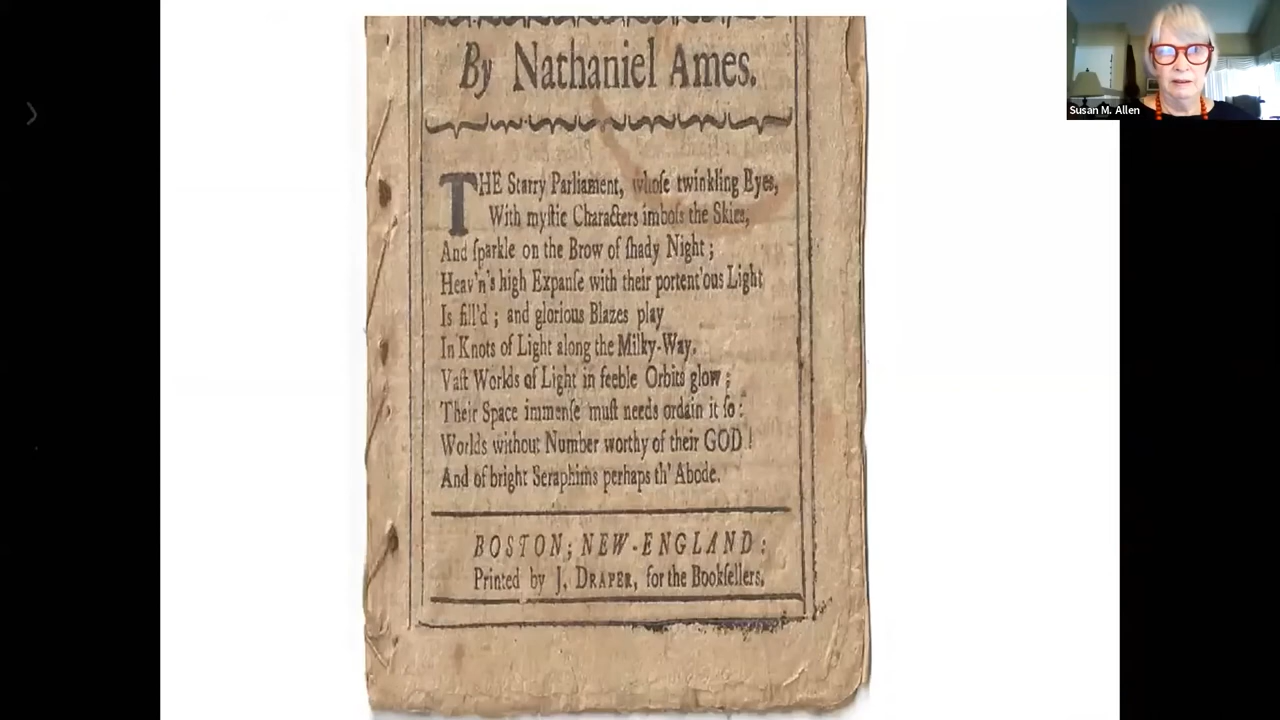 By Nathaniel Ames.
THE Starry Parliament, whoſe twinkling Eyes,
With myſtic Characters imboſs the Skies,
And ſparkle on the Brow of ſhady Night ;
Heav'n's high Expanſe with their portent'ous Light
Is fill'd ; and glorious Blazes play
In Knots of Light along the Milky-Way.
Vaſt Worlds of Light in feeble Orbits glow ;
Their Space immenſe muſt needs ordain it ſo :
Worlds without Number worthy of their GOD !
And of bright Seraphims perhaps th' Abode.
BOSTON; NEW-ENGLAND:
Printed by J. DRAPER, for the Bookſellers.
Susan M. Allen